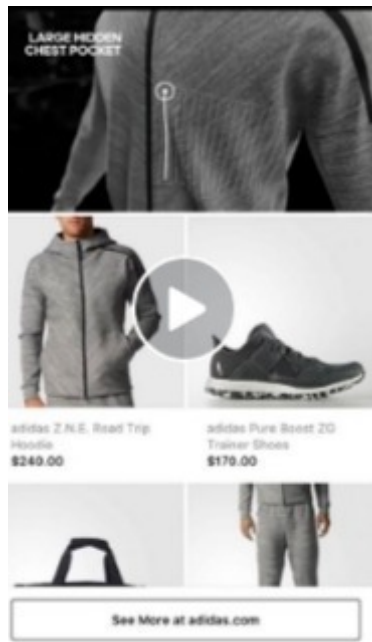 LARGE HIDDEN
CHEST POCKET
adidas Z.N.E. Road Trip
Hoodie
$240.00
adidas Pure Boost ZG
Trainer Shoes
$170.00
See More at adidas.com